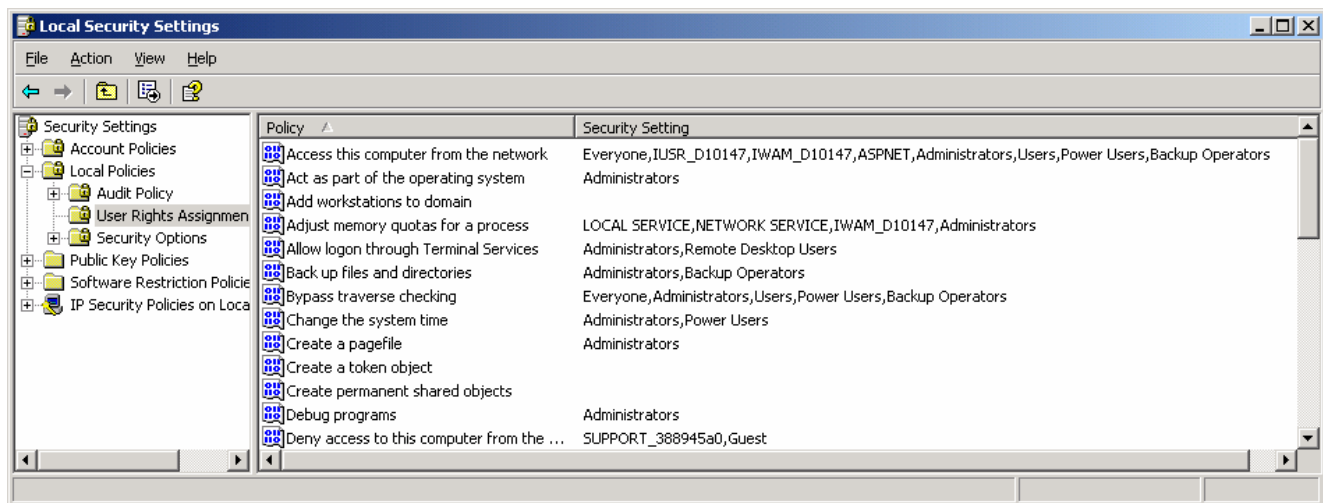 Local Security Settings
File Action View Help
Security Settings
Account Policies
Local Policies
Audit Policy
User Rights Assignmen
Security Options
Public Key Policies
Software Restriction Policie
IP Security Policies on Loca
Policy Security Setting
Access this computer from the network Everyone,IUSR_D10147,IWAM_D10147,ASPNET,Administrators,Users,Power Users,Backup Operators
Act as part of the operating system Administrators
Add workstations to domain
Adjust memory quotas for a process LOCAL SERVICE,NETWORK SERVICE,IWAM_D10147,Administrators
Allow logon through Terminal Services Administrators,Remote Desktop Users
Back up files and directories Administrators,Backup Operators
Bypass traverse checking Everyone,Administrators,Users,Power Users,Backup Operators
Change the system time Administrators,Power Users
Create a pagefile Administrators
Create a token object
Create permanent shared objects
Debug programs Administrators
Deny access to this computer from the ... SUPPORT_388945a0,Guest